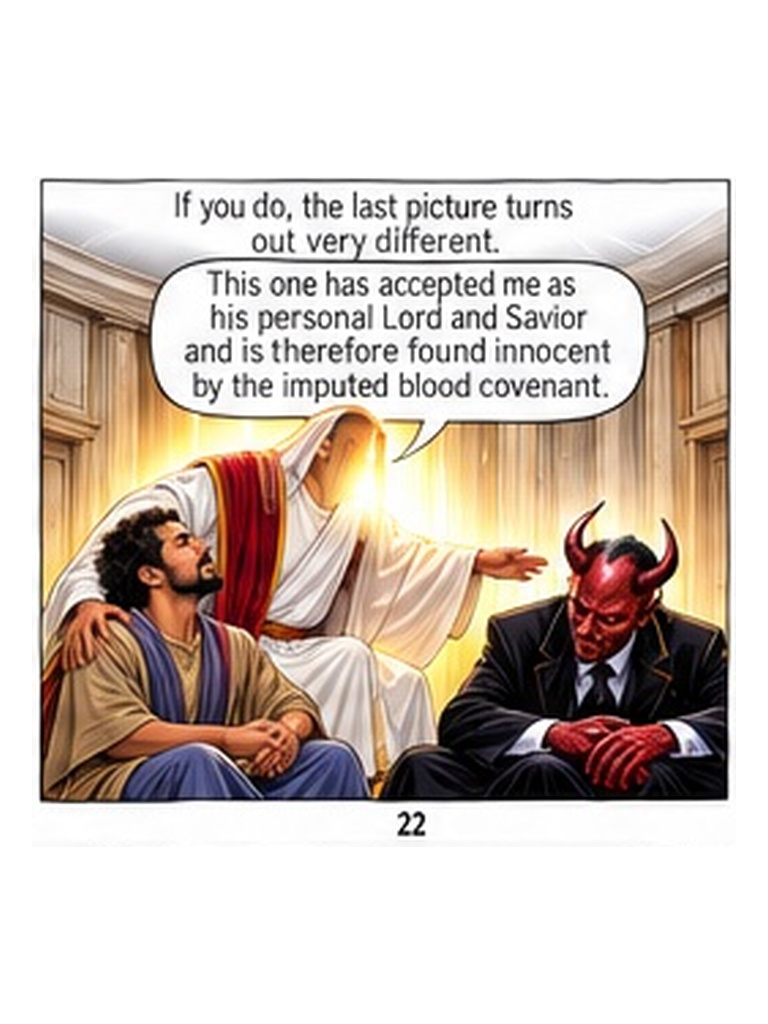 If you do, the last picture turns
out very different.
This one has accepted me as
his personal Lord and Savior
and is therefore found innocent
by the imputed blood covenant.
22